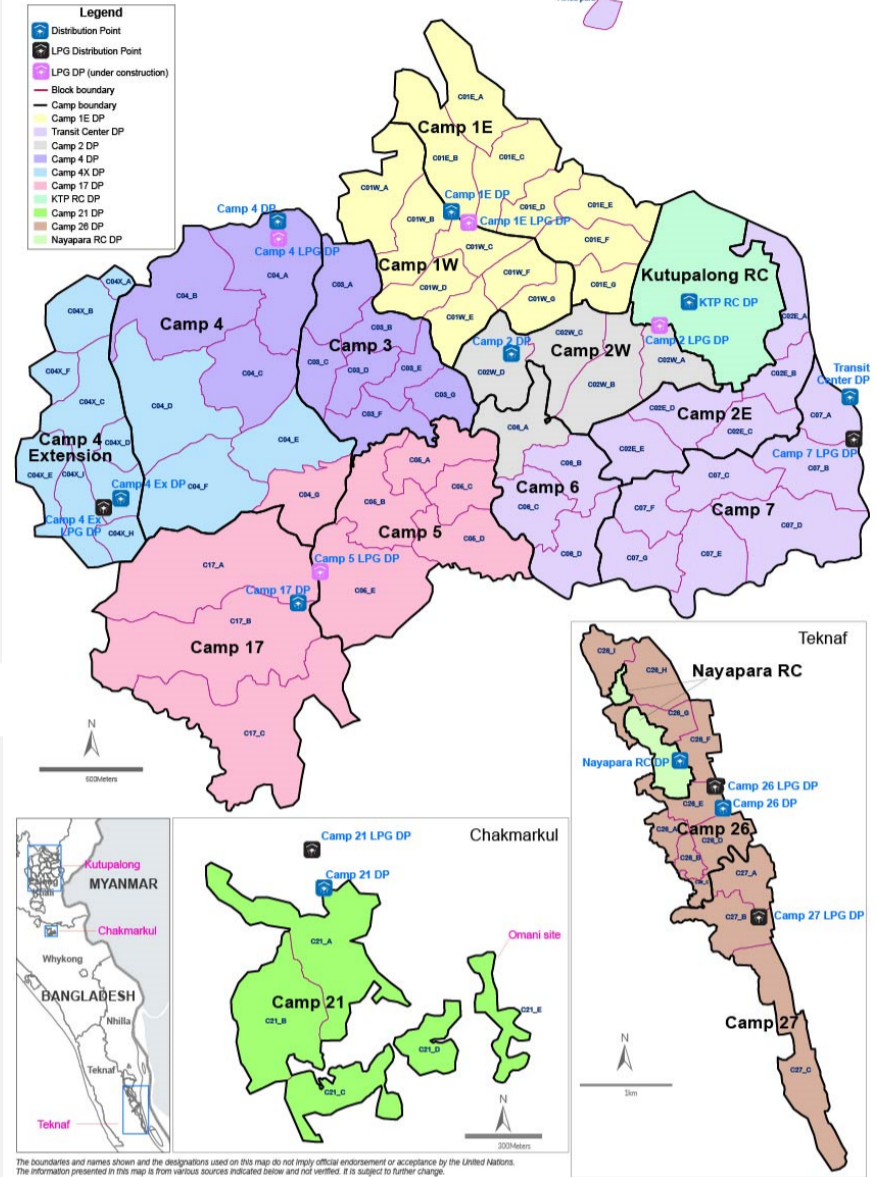 Legend
Distribution Point
LPG Distribution Point
LPG DP (under construction)
Block boundary
Camp boundary
Camp 1E DP
Transit Center DP
Camp 2 DP
Camp 4 DP
Camp 4X DP
Camp 17 DP
KTP RC DP
Camp 21 DP
Camp 26 DP
Nayapara RC DP
C01E_A
Camp 1E
C01E_B
C01E_C
C01W_A
Camp 1E DP
C01E_D
C01E_E
Camp 4 DP
C01W_B
Camp 1E LPG DP
Camp 4 LPG DP
C01W_C
C01E_F
Camp 1W
Kutupalong RC
C04_A
C03_A
C01W_F
C04X_A
C01W_D
C01W_G
C01E_G
C04_B
KTP RC DP
C04X_B
Camp 4
C03_B
C01W_E
C02E_A
Camp 3
C02W_C
Camp 2 DP
Camp 2W
Camp 2 LPG DP
C04X_F
C03_C
C03_D
C03_E
C02W_D
C02W_A
C04_C
C02W_B
C02E_B
Transit
Center DP
C04X_C
C04_D
C03_G
C02E_D
Camp 2E
C07_A
C03_F
C06_A
C02E_C
Camp 4
Extension
C04X_D
C04_E
C02E_E
Camp 7 LPG DP
C04X_E
C04X_I
C05_A
C06_B
C07_B
C07_C
Camp 4 Ex DP
C04_F
C04_G
C05_B
C05_C
Camp 6
Camp 4 Ex
LPG DP
C06_C
C07_F
Camp 7
C04X_H
Camp 5
C07_D
C05_D
C06_D
C07_G
C07_E
C17_A
Camp 5 LPG DP
Camp 17 DP
C05_E
C17_B
Camp 17
C17_C
N
500Meters
Teknaf
C26_I
C26_H
Nayapara RC
C26_G
C26_F
Nayapara RC DP
Camp 26 LPG DP
C26_E
Camp 26 DP
C26_A
Camp 26
C26_D
C26_B
C27_A
C27_B
Camp 27 LPG DP
Camp 27
C27_C
N
1km
Kutupalong
MYANMAR
Chakmarkul
Whykong
BANGLADESH
Nhilla
Teknaf
Teknaf
Chakmarkul
Camp 21 LPG DP
Camp 21 DP
Omani site
C21_A
Camp 21
C21_B
C21_E
C21_D
C21_C
N
300Meters
The boundaries and names shown and the designations used on this map do not imply official endorsement or acceptance by the United Nations.
The information presented in this map is from various sources indicated below and not verified. It is subject to further change.